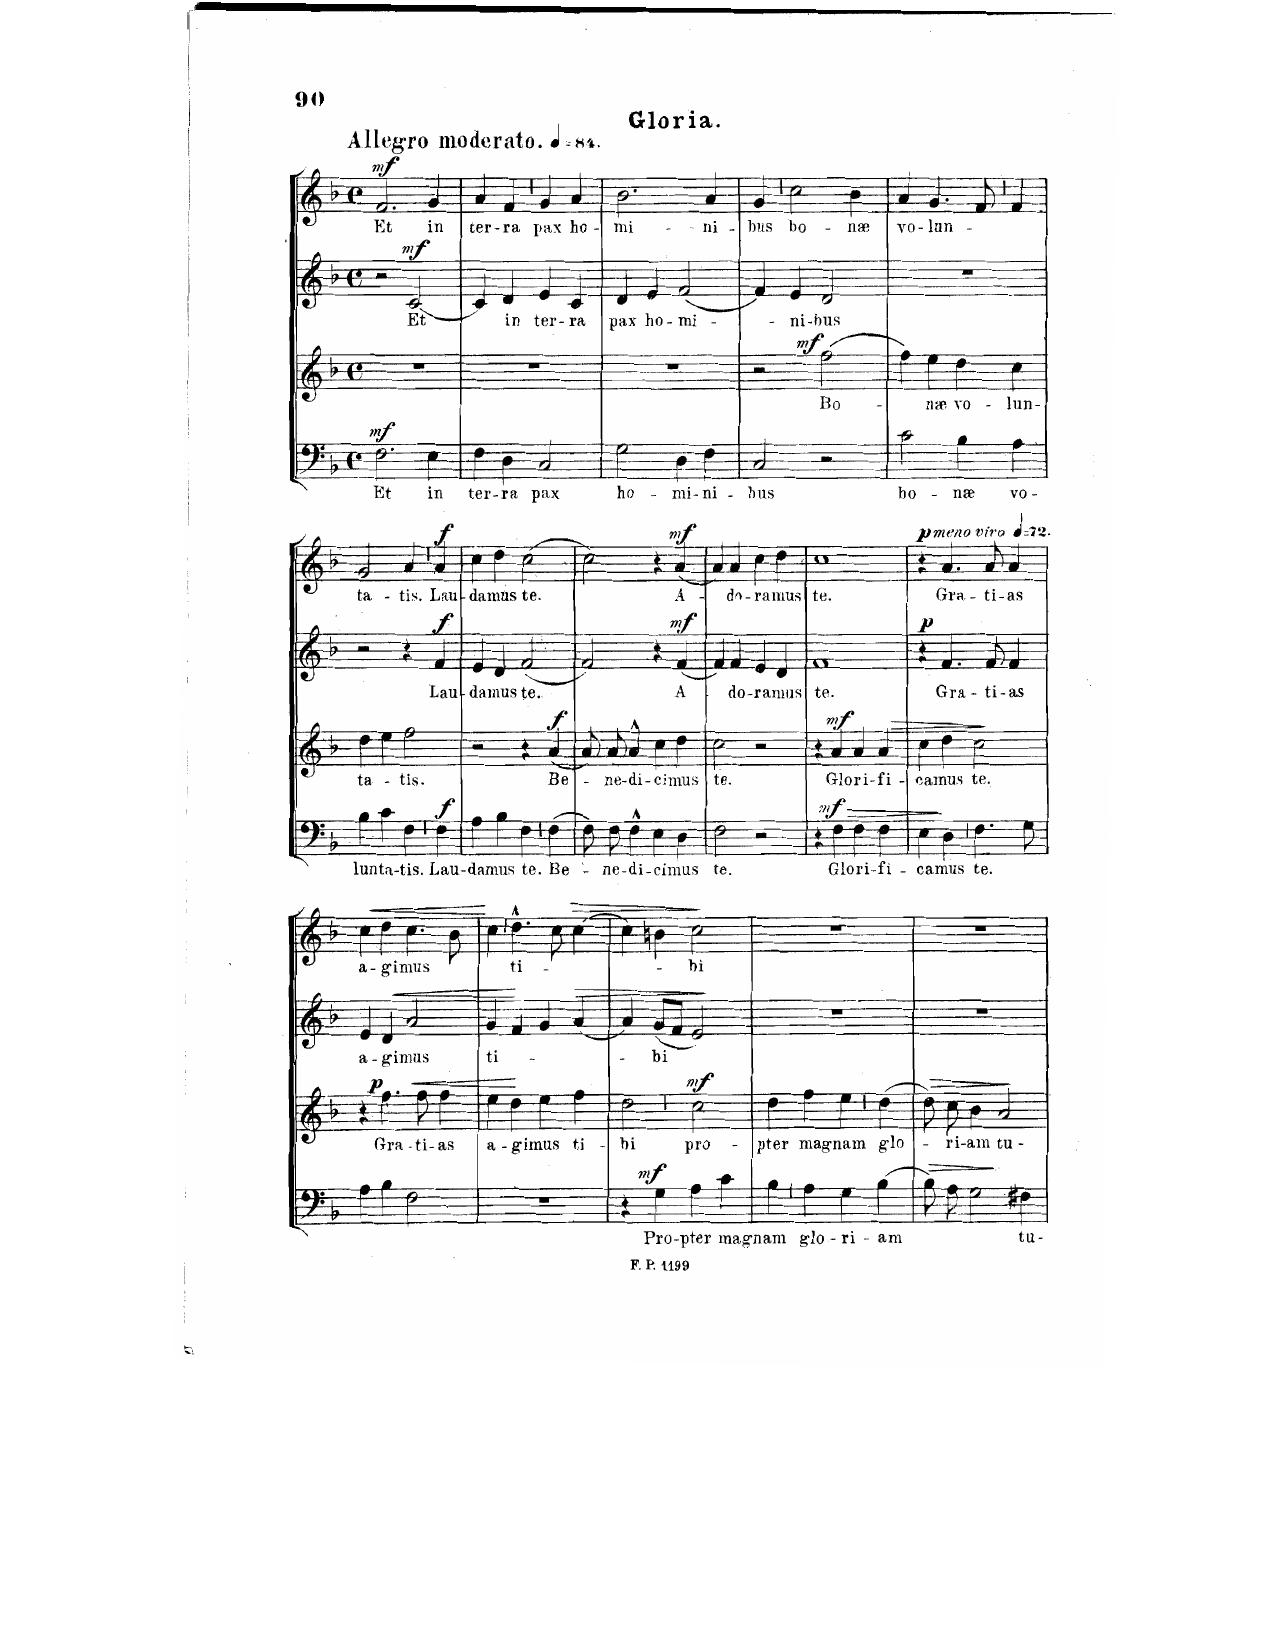 90
Gloria.
Allegro moderato. ♩=84.
mf
Et in ter-ra pax ho- mi - ni - bus bo - næ vo-lun -
mf
Et in ter-ra pax ho-mi - - ni-bus
mf
Bo - næ vo - lun-
mf
Et in ter-ra pax ho - mi-ni - bus bo - næ vo-
f mf p meno vivo ♩=72.
ta - tis. Lau-damus te. A - do-ramus te. Gra - ti-as
f mf p
Lau-damus te. A do-ramus te. Gra - ti-as
f mf
ta - tis. Be - ne-di-cimus te. Glori-fi-camus te.
f mf
lunta-tis. Lau-damus te. Be - ne-di-cimus te. Glori-fi - camus te.
a-gimus ti - - bi
a-gimus ti - - bi
p mf
Gra-ti-as a-gimus ti - bi pro - pter magnam glo - ri-am tu-
mf
Pro-pter magnam glo-ri - am tu-
F. P. 1199